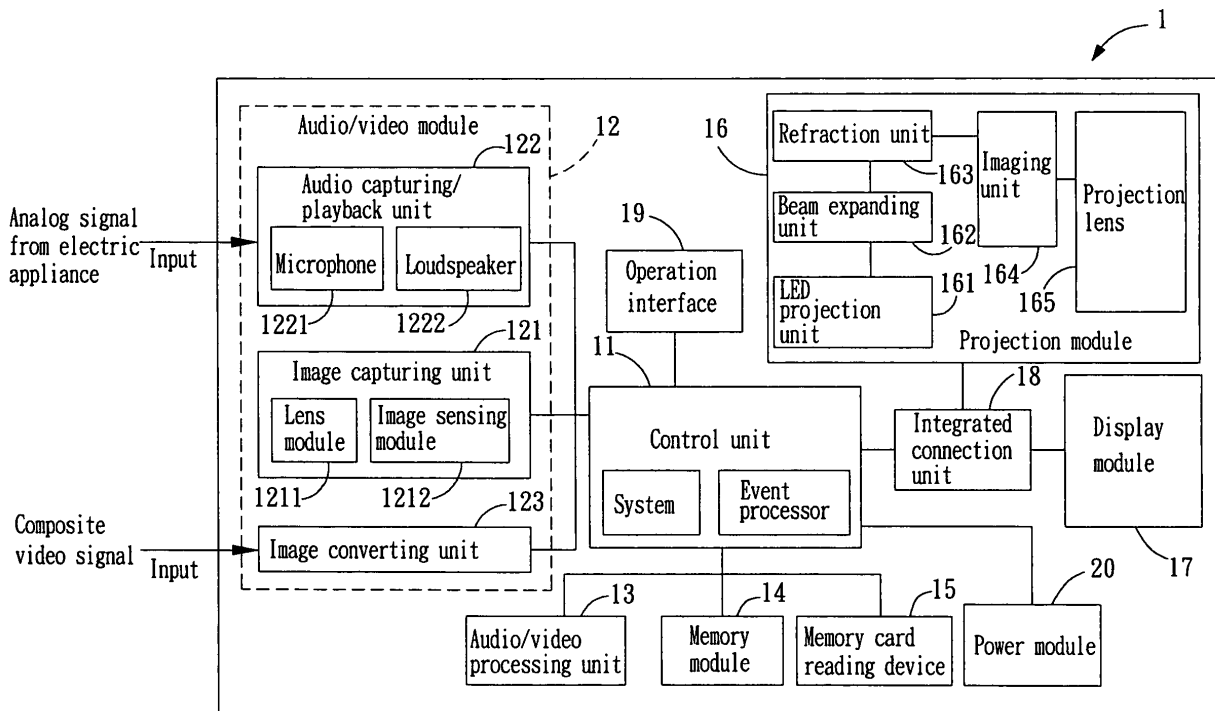 1
Audio/video module
12
122
Audio capturing/
playback unit
Microphone
Loudspeaker
1221
1222
Analog signal
from electric
appliance
Input
121
Image capturing unit
Lens
module
Image sensing
module
1211
1212
123
Image converting unit
Composite
video signal
Input
19
Operation
interface
11
Control unit
System
Event
processor
16
Refraction unit
163
Beam expanding
unit
162
LED
projection
unit
161
Imaging
unit
164
Projection
lens
165
Projection module
18
Integrated
connection
unit
Display
module
17
13
Audio/video
processing unit
14
Memory
module
15
Memory card
reading device
20
Power module